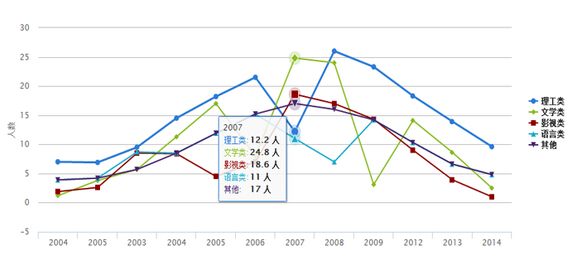 30
25
20
15
10
5
0
-5
人数
2004
2005
2003
2004
2005
2006
2007
2008
2009
2012
2013
2014
2007
理工类: 12.2 人
文学类: 24.8 人
影视类: 18.6 人
语言类: 11 人
其他: 17 人
理工类
文学类
影视类
语言类
其他